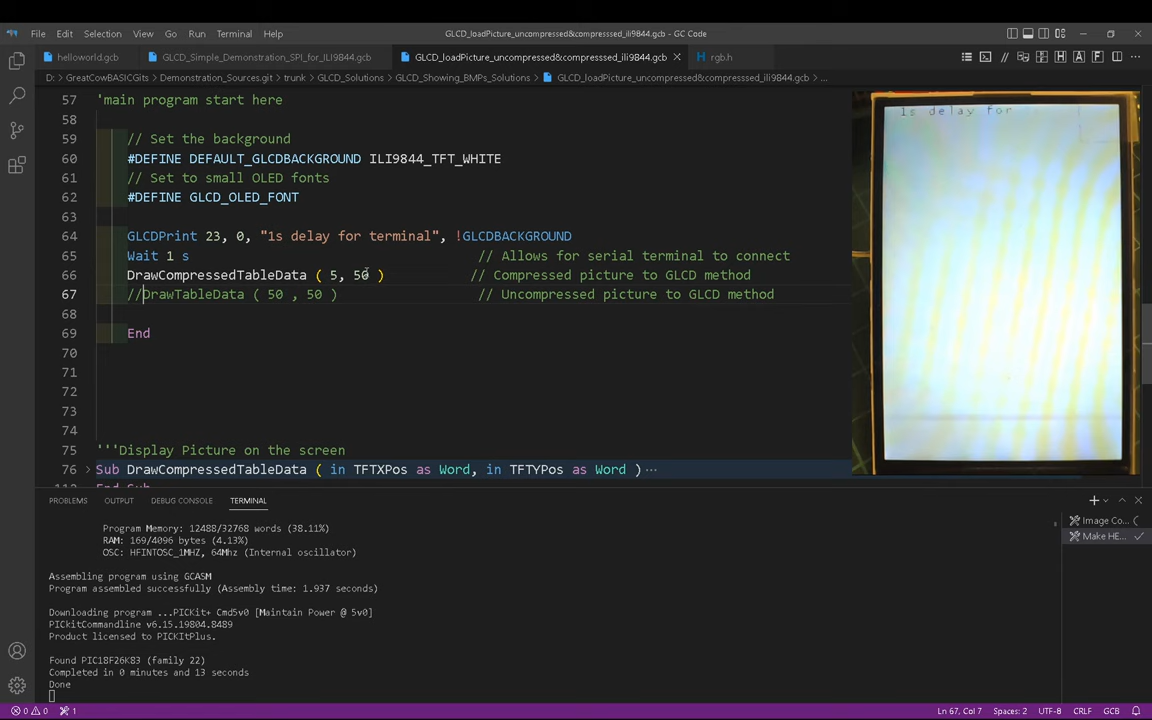 File Edit Selection View Go Run Terminal Help
GLCD_loadPicture_uncompressed&compresssed_ili9844.gcb - GC Code
helloworld.gcb GLCD_Simple_Demonstration_SPI_for_ILI9844.gcb GLCD_loadPicture_uncompressed&compresssed_ili9844.gcb rgb.h
D: > GreatCowBASICGits > Demonstration_Sources.git > trunk > GLCD_Solutions > GLCD_Showing_BMPs_Solutions > GLCD_loadPicture_uncompressed&compresssed_ili9844.gcb > ...
57 'main program start here
58
59 // Set the background
60 #DEFINE DEFAULT_GLCDBACKGROUND ILI9844_TFT_WHITE
61 // Set to small OLED fonts
62 #DEFINE GLCD_OLED_FONT
63
64 GLCDPrint 23, 0, "1s delay for terminal", !GLCDBACKGROUND
65 Wait 1 s // Allows for serial terminal to connect
66 DrawCompressedTableData ( 5, 50 ) // Compressed picture to GLCD method
67 //DrawTableData ( 50 , 50 ) // Uncompressed picture to GLCD method
68
69 End
70
71
72
73
74
75 '''Display Picture on the screen
76 Sub DrawCompressedTableData ( in TFTXPos as Word, in TFTYPos as Word ) ...
112 End Sub
1s delay for
PROBLEMS OUTPUT DEBUG CONSOLE TERMINAL
Program Memory: 12488/32768 words (38.11%)
RAM: 169/4096 bytes (4.13%)
OSC: HFINTOSC_1MHZ, 64Mhz (Internal oscillator)
Assembling program using GCASM
Program assembled successfully (Assembly time: 1.937 seconds)
Downloading program ...PICKit+ Cmd5v0 [Maintain Power @ 5v0]
PICkitCommandline v6.15.19804.8489
Product licensed to PICKItPlus.
Found PIC18F26K83 (family 22)
Completed in 0 minutes and 13 seconds
Done
Image Co...
Make HE...
0 0 1
Ln 67, Col 7 Spaces: 2 UTF-8 CRLF GCB